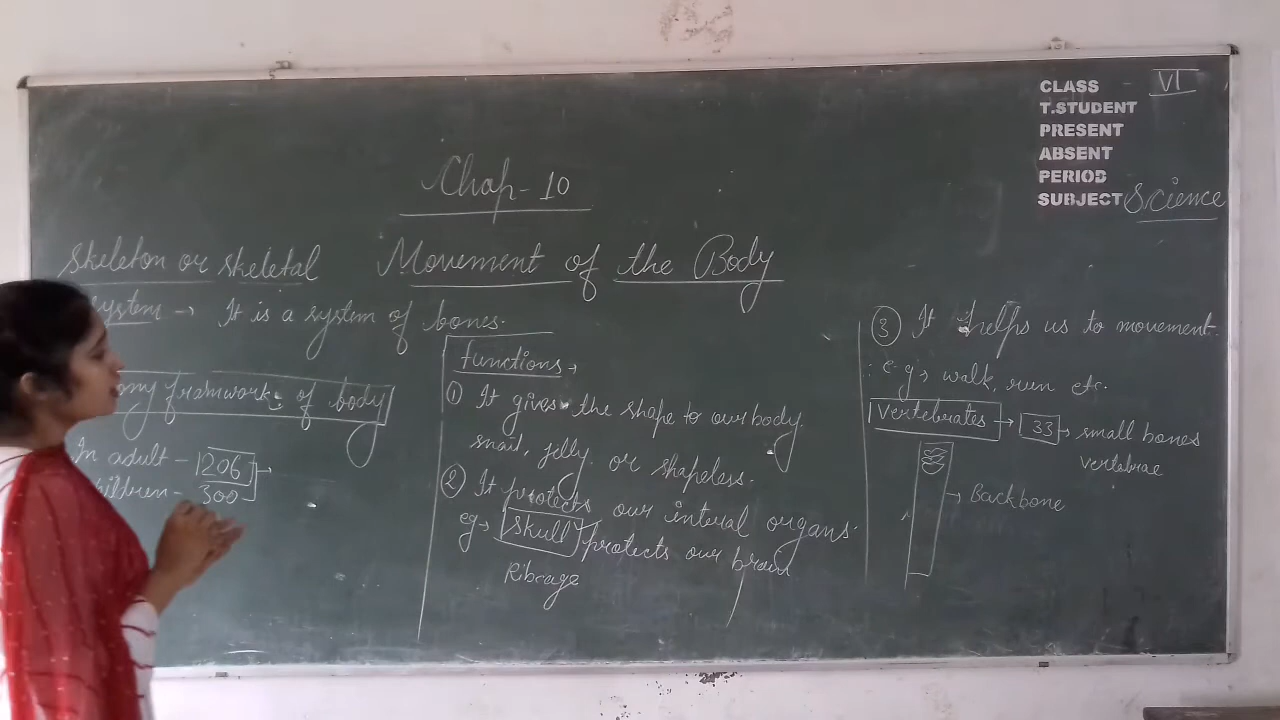 CLASS - VI
T.STUDENT
PRESENT
ABSENT
PERIOD
SUBJECT Science
Chap- 10
Movement of the Body
Skeleton or skeletal
system → It is a system of bones.
framwork of body
In adult - 206
children - 300
functions →
① It gives the shape to our body.
snail, jelly or shapeless.
② It protects our interal organs.
eg → skull protects our brain
Ribcage
③ It helps us to movement.
e.g → walk, run etc.
Vertebrates → 33 → small bones
vertebrae
→ Backbone